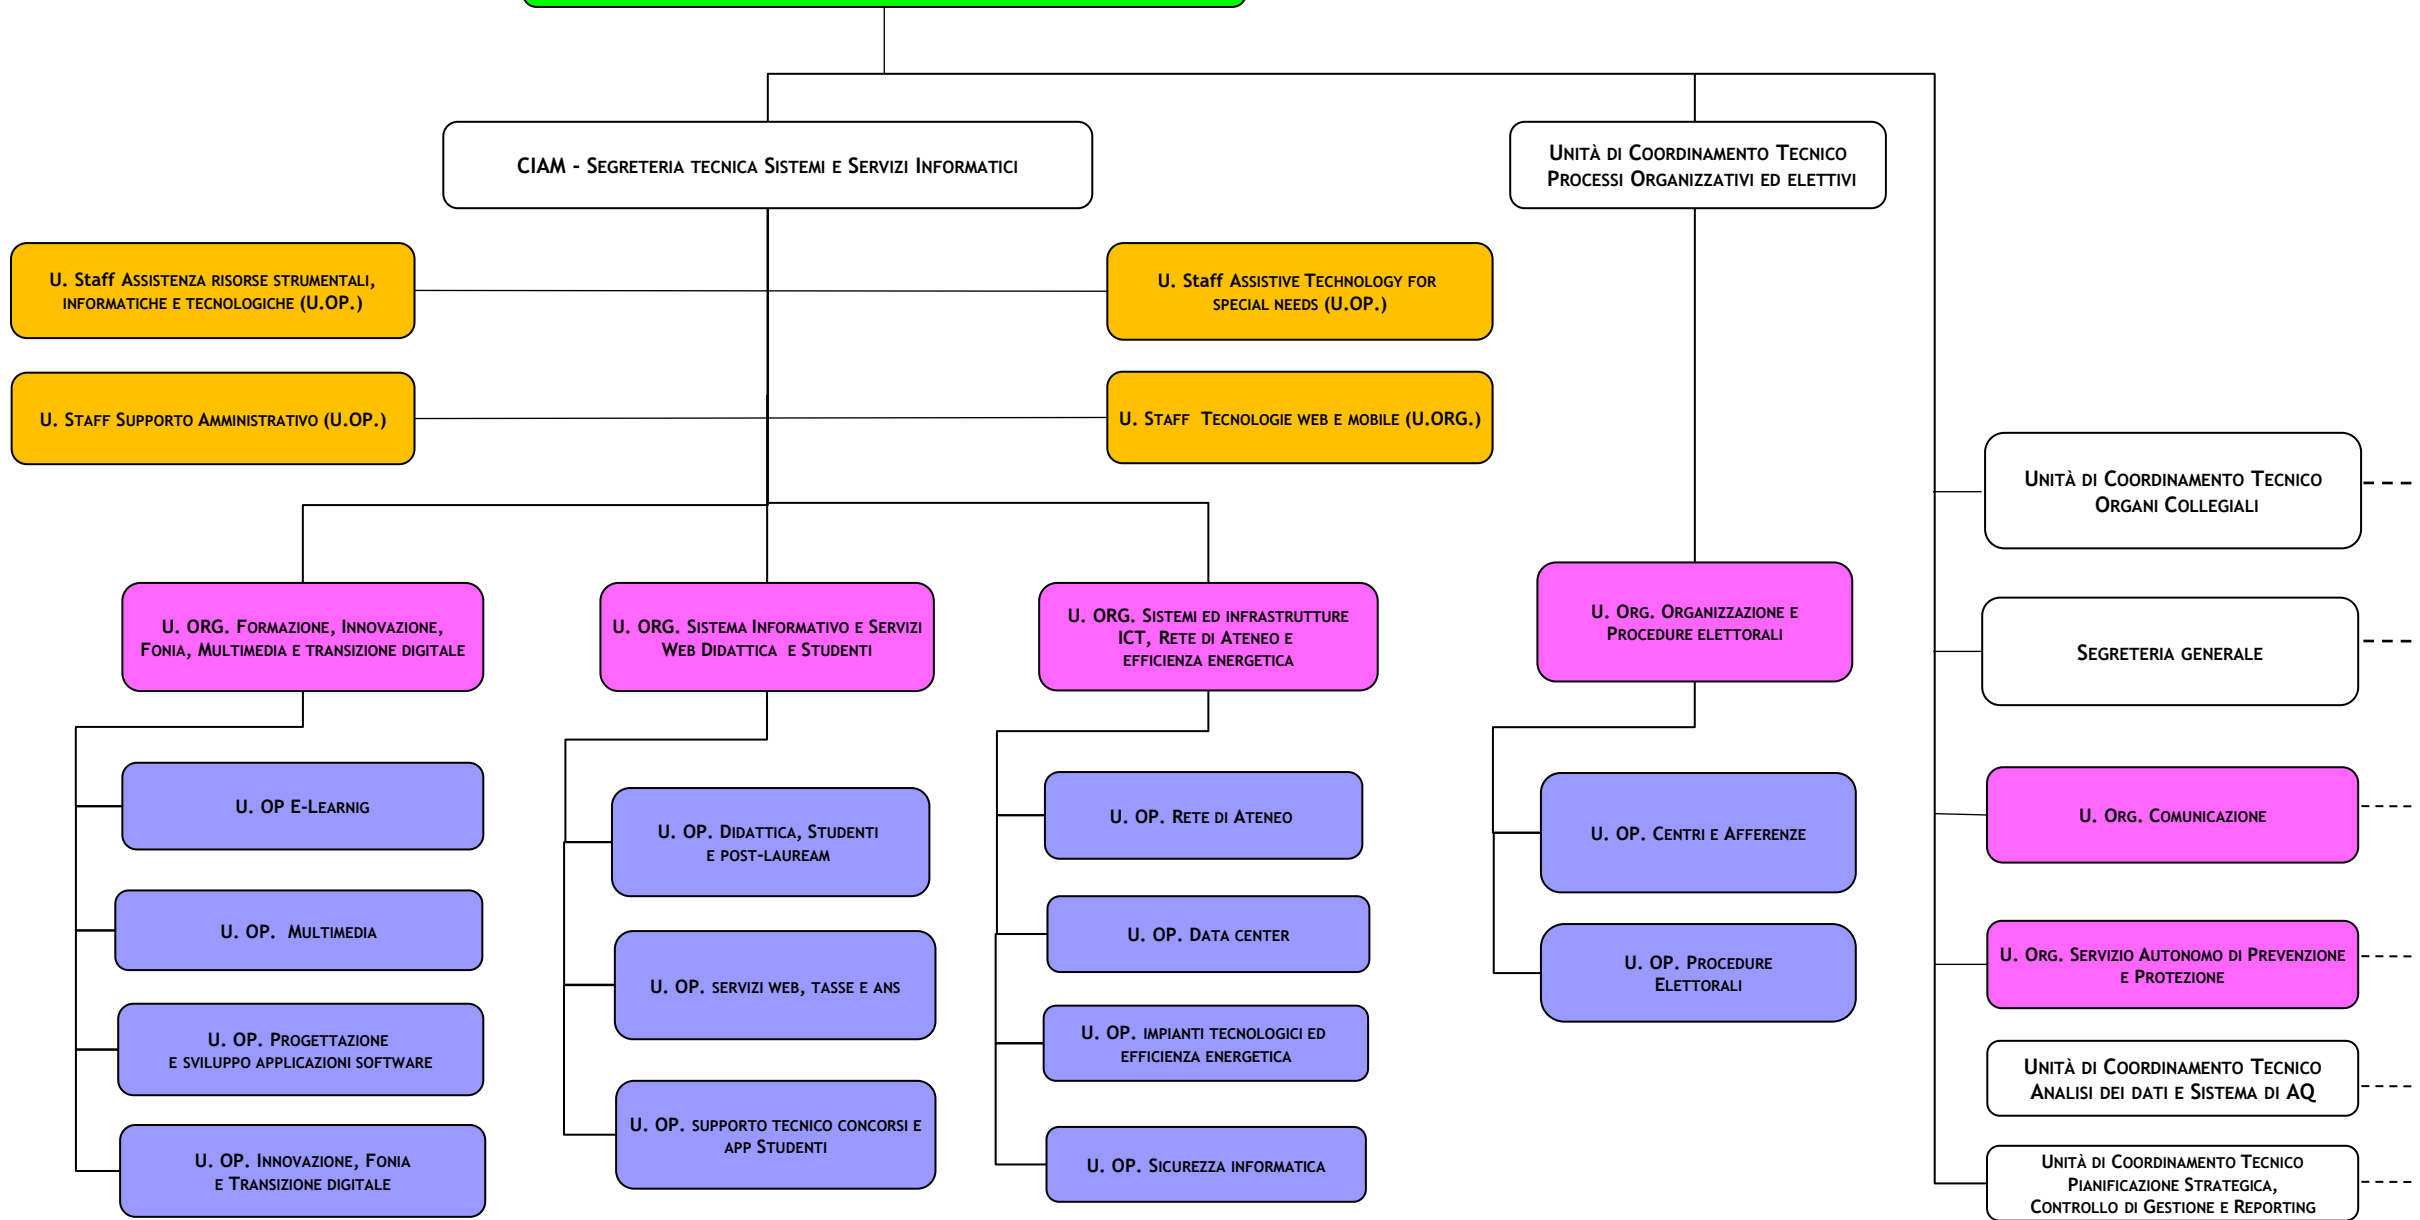 CIAM - Segreteria tecnica Sistemi e Servizi Informatici
Unità di Coordinamento Tecnico
Processi Organizzativi ed elettivi
U. Staff Assistenza risorse strumentali,
informatiche e tecnologiche (U.OP.)
U. Staff Assistive Technology for
special needs (U.OP.)
U. Staff Supporto Amministrativo (U.OP.)
U. Staff Tecnologie web e mobile (U.ORG.)
Unità di Coordinamento Tecnico
Organi Collegiali
U. ORG. Formazione, Innovazione,
Fonia, Multimedia e transizione digitale
U. ORG. Sistema Informativo e Servizi
Web Didattica e Studenti
U. ORG. Sistemi ed infrastrutture
ICT, Rete di Ateneo e
efficienza energetica
U. Org. Organizzazione e
Procedure elettorali
Segreteria generale
U. OP E-Learnig
U. OP. Multimedia
U. OP. Progettazione
e sviluppo applicazioni software
U. OP. Innovazione, Fonia
e Transizione digitale
U. OP. Didattica, Studenti
e post-lauream
U. OP. servizi web, tasse e ans
U. OP. supporto tecnico concorsi e
app Studenti
U. OP. Rete di Ateneo
U. OP. Data center
U. OP. impianti tecnologici ed
efficienza energetica
U. OP. Sicurezza informatica
U. OP. Centri e Afferenze
U. OP. Procedure
Elettorali
U. Org. Comunicazione
U. Org. Servizio Autonomo di Prevenzione
e Protezione
Unità di Coordinamento Tecnico
Analisi dei dati e Sistema di AQ
Unità di Coordinamento Tecnico
Pianificazione Strategica,
Controllo di Gestione e Reporting